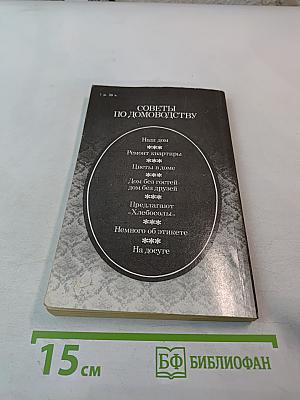 СОВЕТЫ
ПО ДОМОВОДСТВУ
Наш дом
***
Ремонт квартиры
***
Цветы в доме
***
Дом без гостей
дом без друзей
***
Предлагают
«Хлебосолы»
***
Немного об этикете
***
На досуге
15 см
БФ БИБЛИОФАН